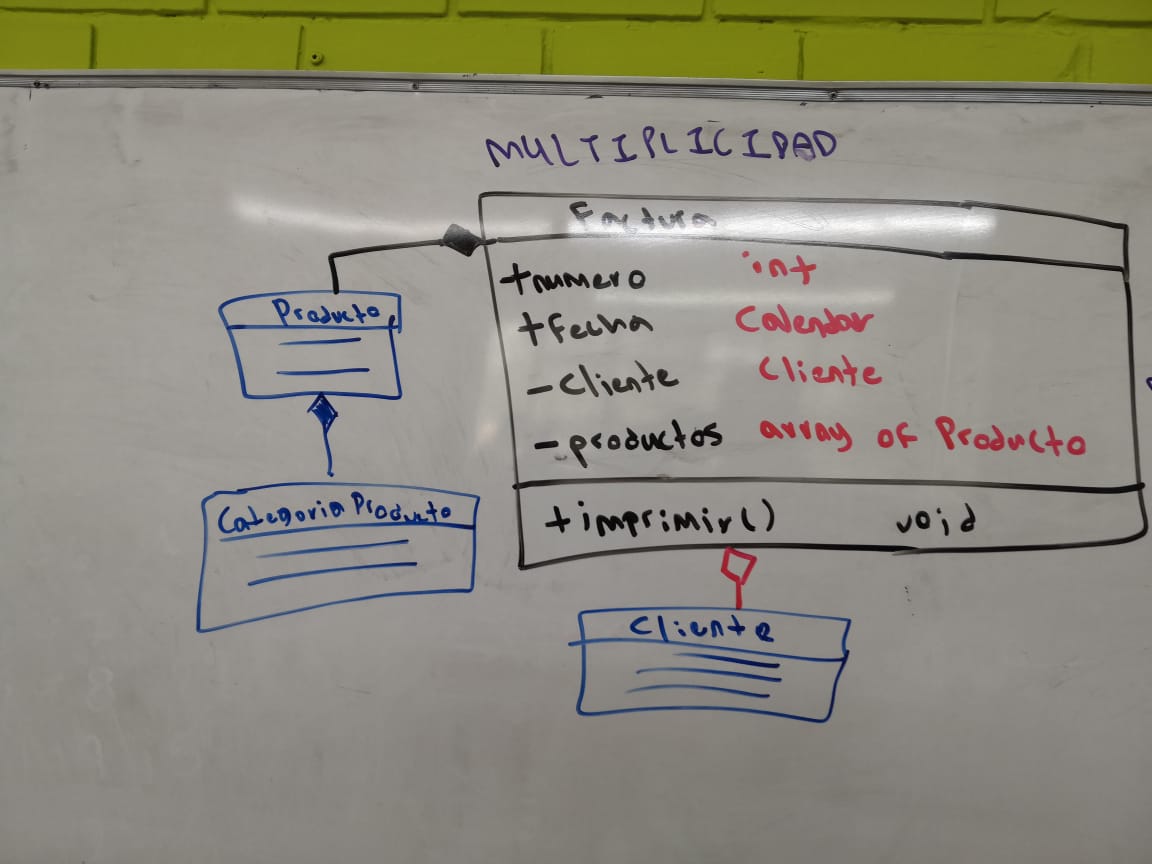 MULTIPLICIDAD
Factura
+numero int
+fecha Calendar
-cliente Cliente
-productos array of Producto
+imprimir() void
Producto
CategoriaProducto
Cliente